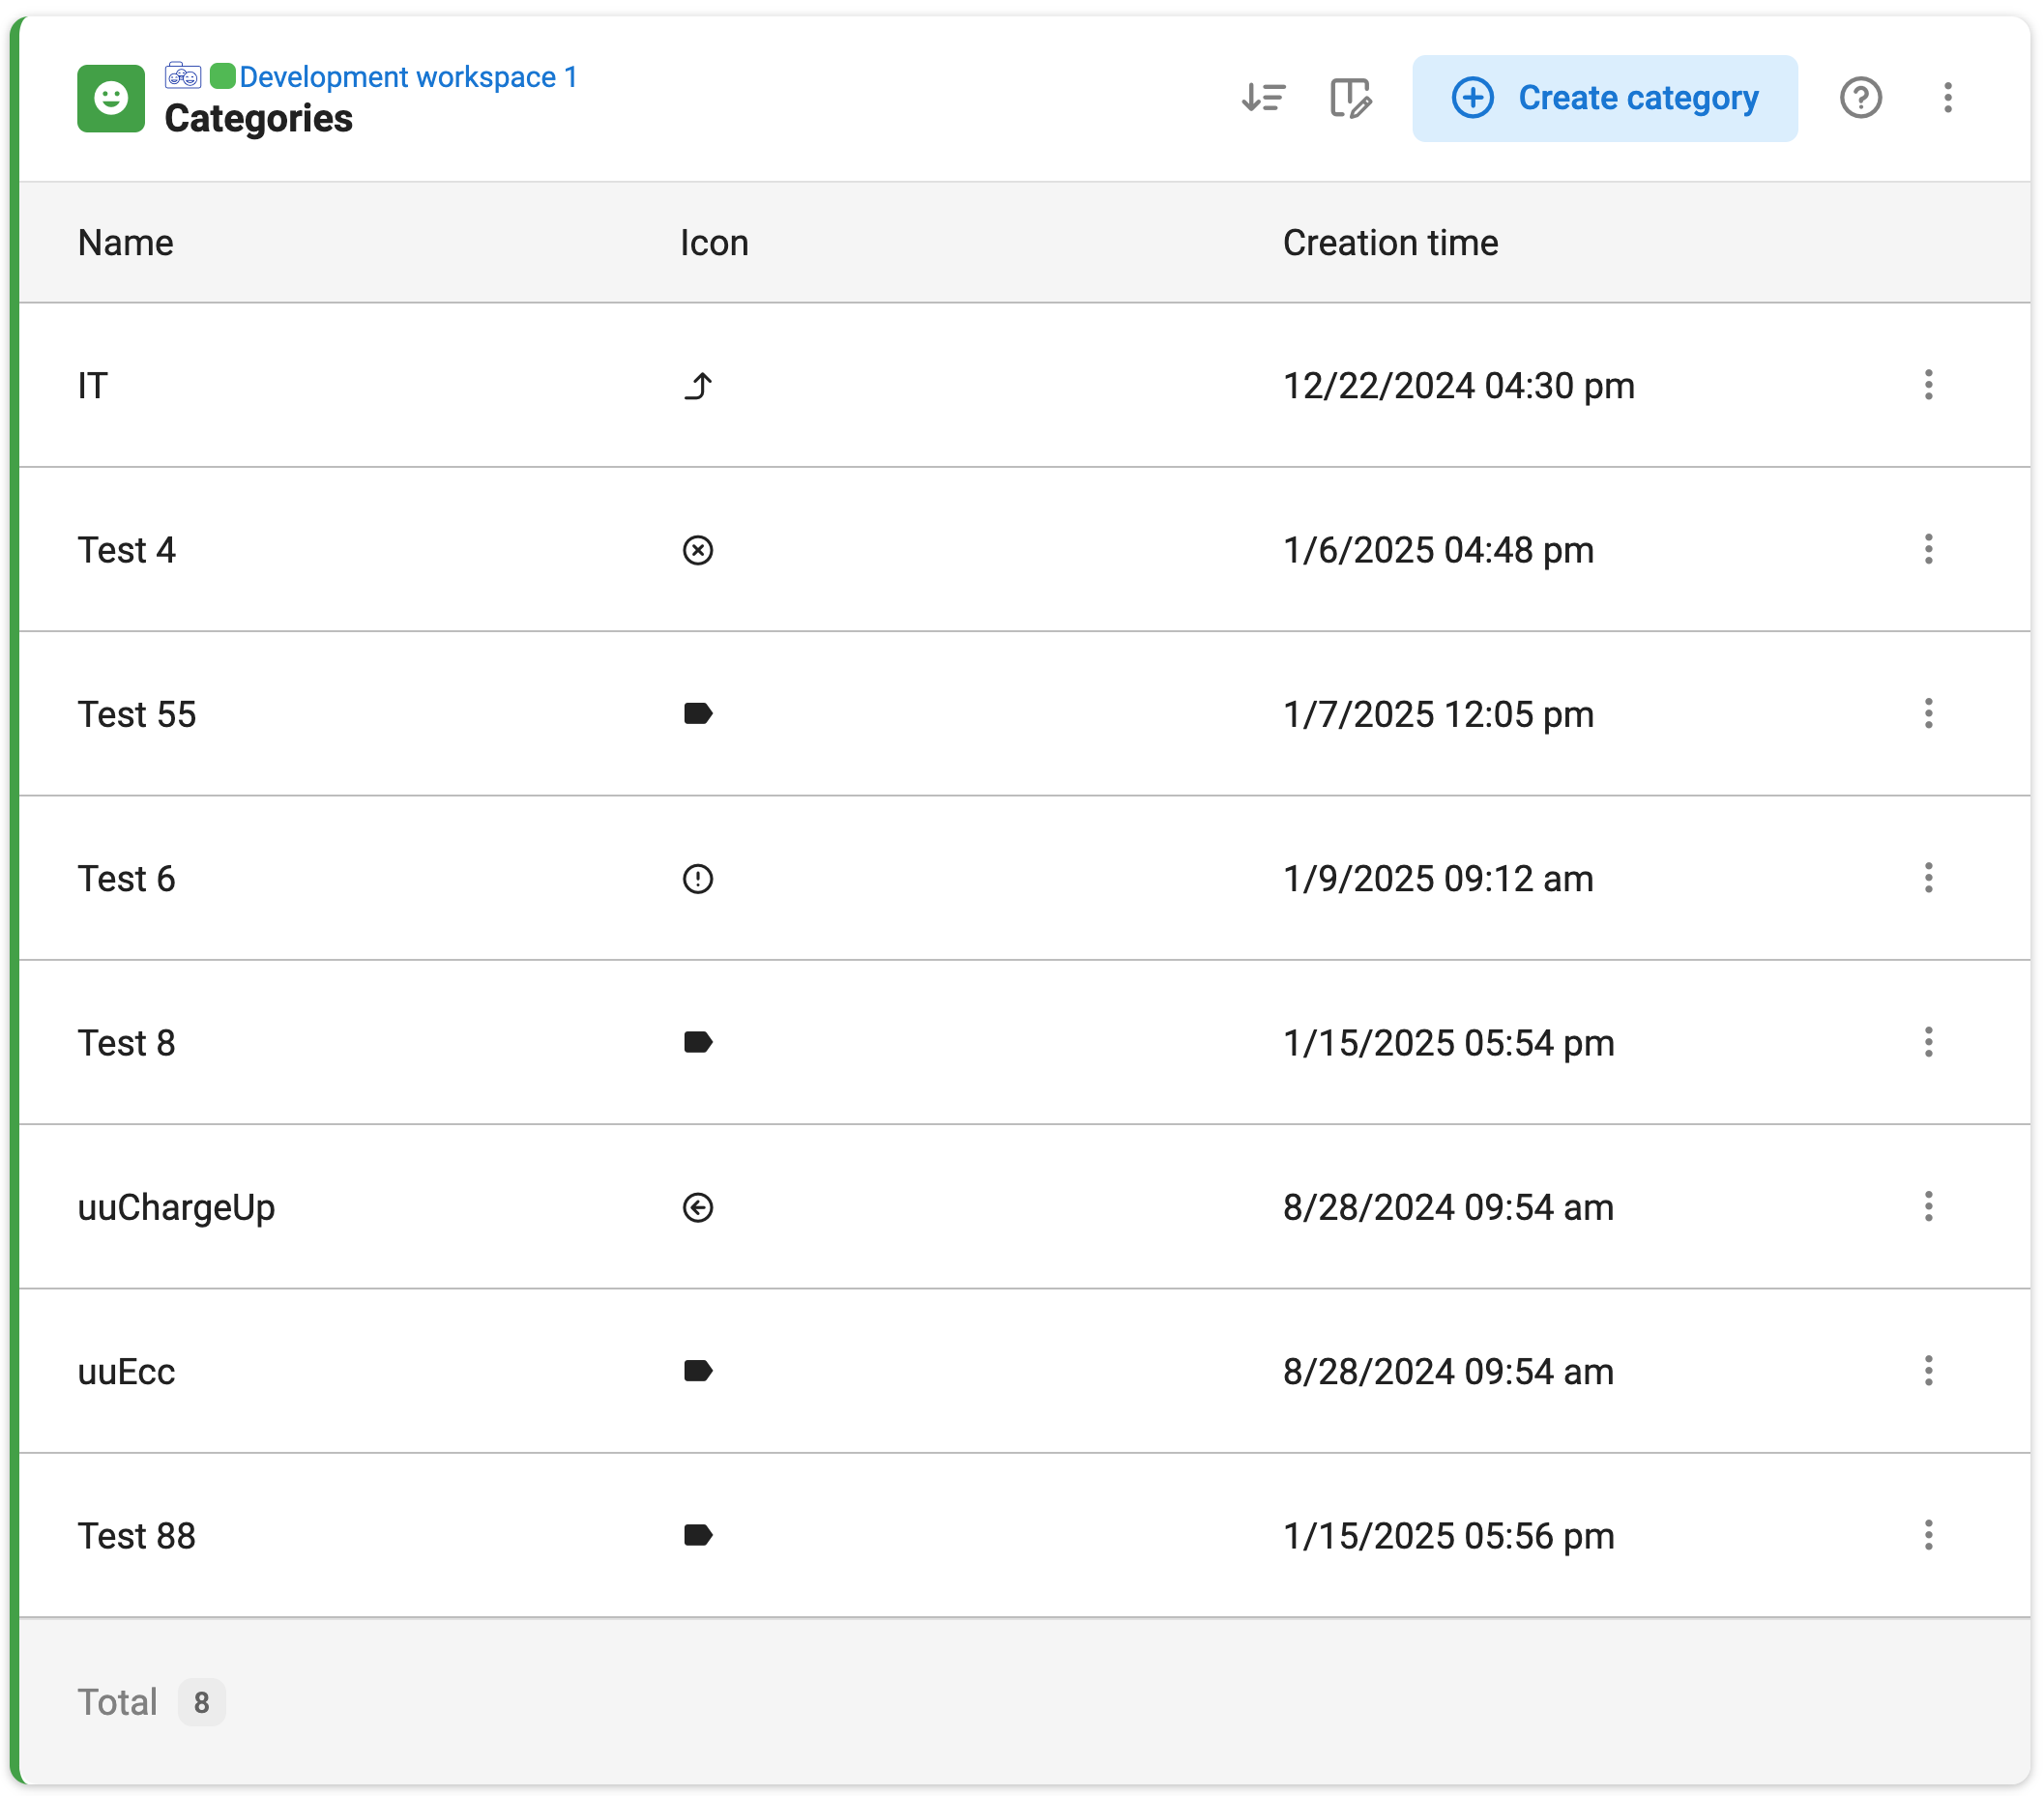 Development workspace 1
Categories
Create category
Name Icon Creation time
IT 12/22/2024 04:30 pm
Test 4 1/6/2025 04:48 pm
Test 55 1/7/2025 12:05 pm
Test 6 1/9/2025 09:12 am
Test 8 1/15/2025 05:54 pm
uuChargeUp 8/28/2024 09:54 am
uuEcc 8/28/2024 09:54 am
Test 88 1/15/2025 05:56 pm
Total 8